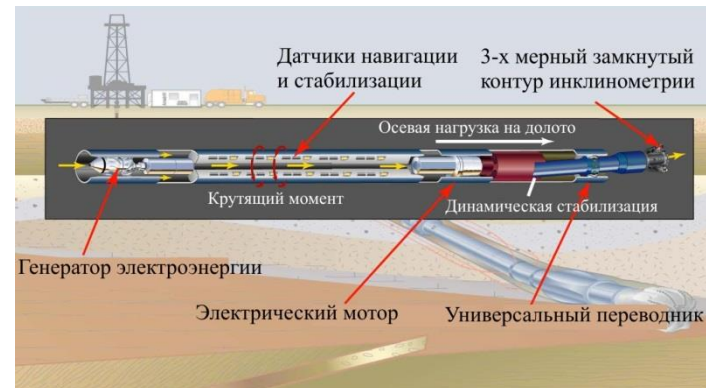 Датчики навигации
и стабилизации
3-х мерный замкнутый
контур инклинометрии
Осевая нагрузка на долото
Крутящий момент
Динамическая стабилизация
Генератор электроэнергии
Электрический мотор
Универсальный переводник